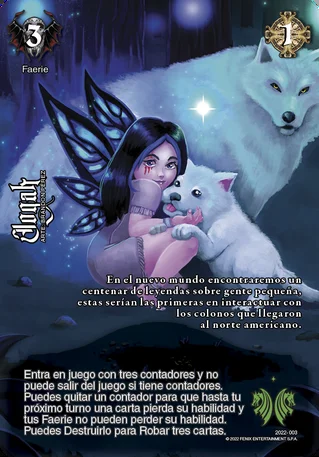 3
1
Faerie
Yogah
ARTE: BRANDON PEREZ
En el nuevo mundo encontraremos un
centenar de leyendas sobre gente pequeña,
estas serían las primeras en interactuar con
los colonos que llegaron
al norte americano.
Entra en juego con tres contadores y no
puede salir del juego si tiene contadores.
Puedes quitar un contador para que hasta tu
próximo turno una carta pierda su habilidad y
tus Faerie no pueden perder su habilidad.
Puedes Destruirlo para Robar tres cartas.
2022- 003
© 2022 FENIX ENTERTAINMENT S.P.A.